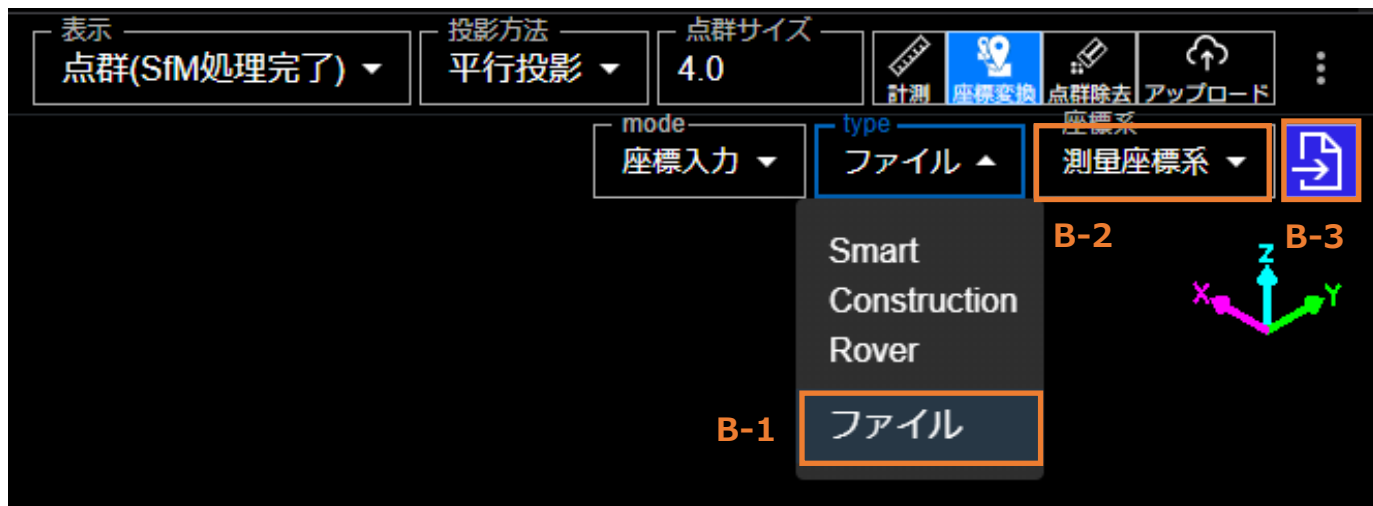 表示
点群(SfM処理完了)
投影方法
平行投影
点群サイズ
4.0
計測
座標変換
点群除去
アップロード
mode
座標入力
type
ファイル
座標系
測量座標系
Smart
Construction
Rover
ファイル
B-1
B-2
B-3
Z
X
Y